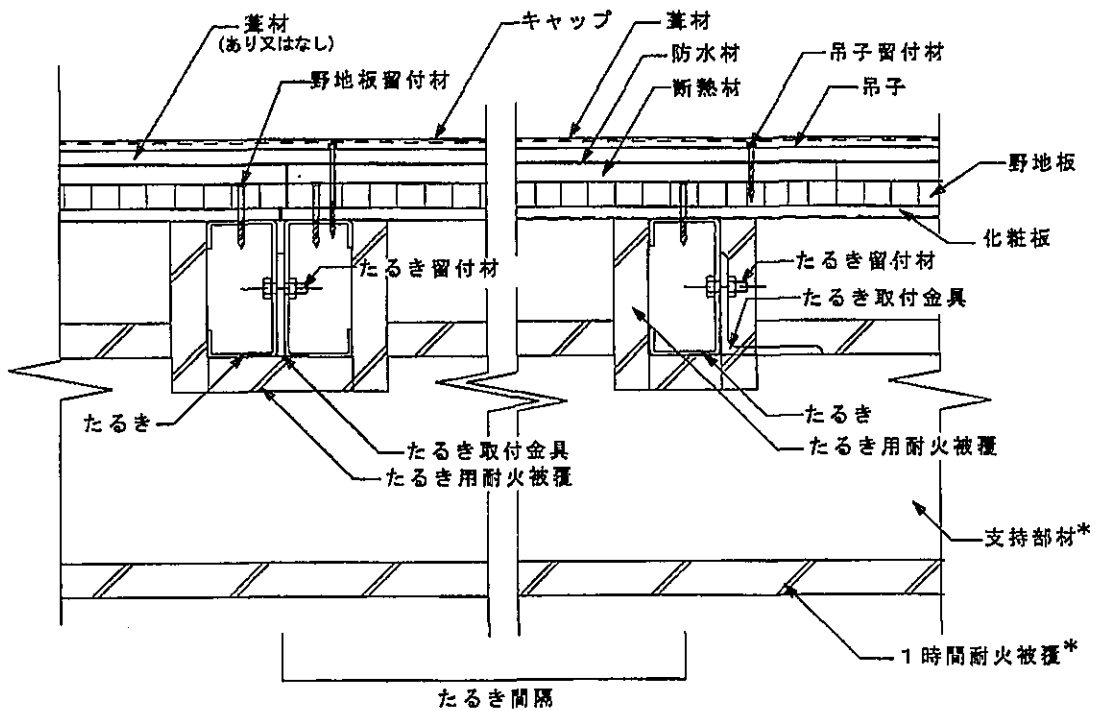 葺材
(あり又はなし)
野地板留付材
キャップ
葺材
防水材
断熱材
吊子留付材
吊子
野地板
化粧板
たるき留付材
たるき留付材
たるき取付金具
たるき
たるき取付金具
たるき用耐火被覆
たるき
たるき用耐火被覆
支持部材*
1時間耐火被覆*
たるき間隔